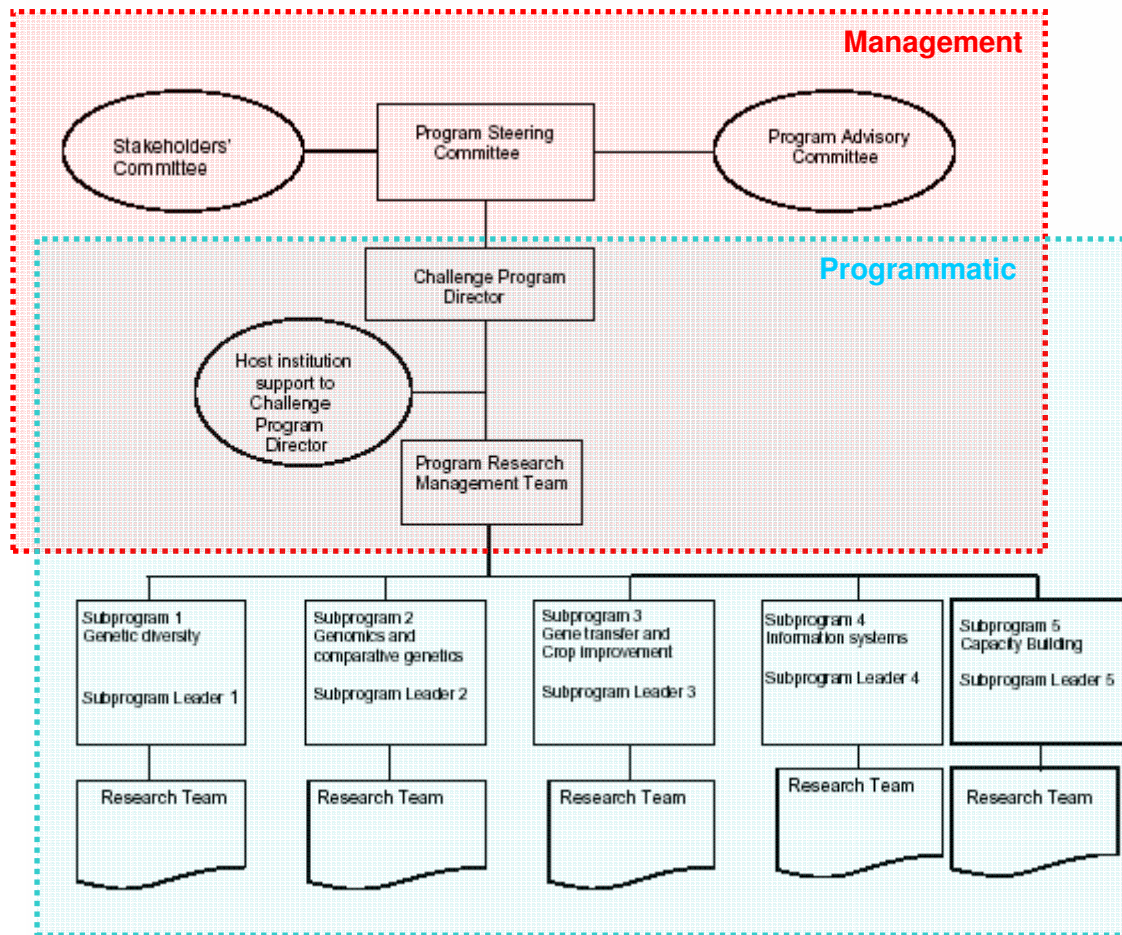 Management
Stakeholders'
Committee
Program Steering
Committee
Program Advisory
Committee
Programmatic
Challenge Program
Director
Host institution
support to
Challenge
Program
Director
Program Research
Management Team
Subprogram 1
Genetic diversity
Subprogram Leader 1
Subprogram 2
Genomics and
comparative genetics
Subprogram Leader 2
Subprogram 3
Gene transfer and
Crop improvement
Subprogram Leader 3
Subprogram 4
Information systems
Subprogram Leader 4
Subprogram 5
Capacity Building
Subprogram Leader 5
Research Team
Research Team
Research Team
Research Team
Research Team